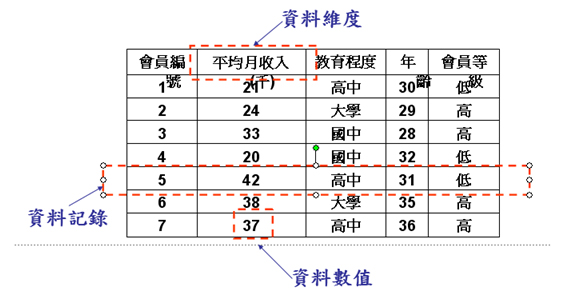 資料維度
會員編號 平均月收入(千) 教育程度 年齡 會員等級
1 21 高中 30 低
2 24 大學 29 高
3 33 國中 28 高
4 20 國中 32 低
5 42 高中 31 低
6 38 大學 35 高
7 37 高中 36 高
資料記錄
資料數值